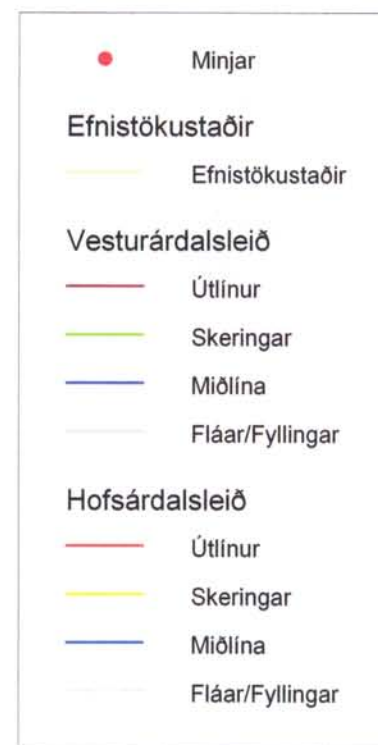 Minjar
Efnistökustaðir
Efnistökustaðir
Vesturárdalsleið
Útlínur
Skeringar
Miðlína
Fláar/Fyllingar
Hofsárdalsleið
Útlínur
Skeringar
Miðlína
Fláar/Fyllingar